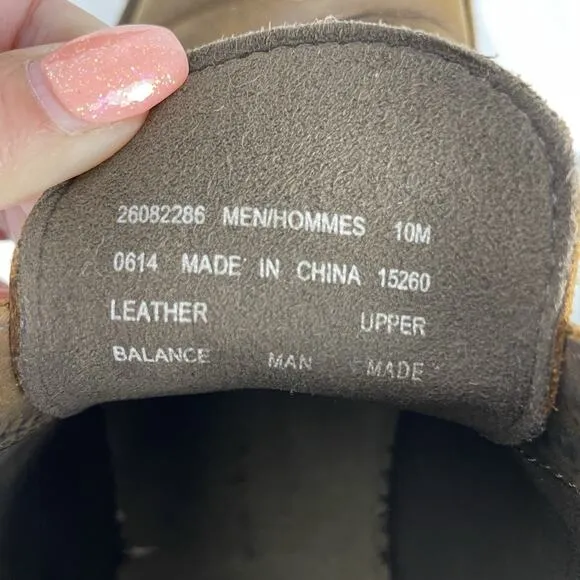 26082286 MEN/HOMMES 10M
0614 MADE IN CHINA 15260
LEATHER UPPER
BALANCE MAN MADE